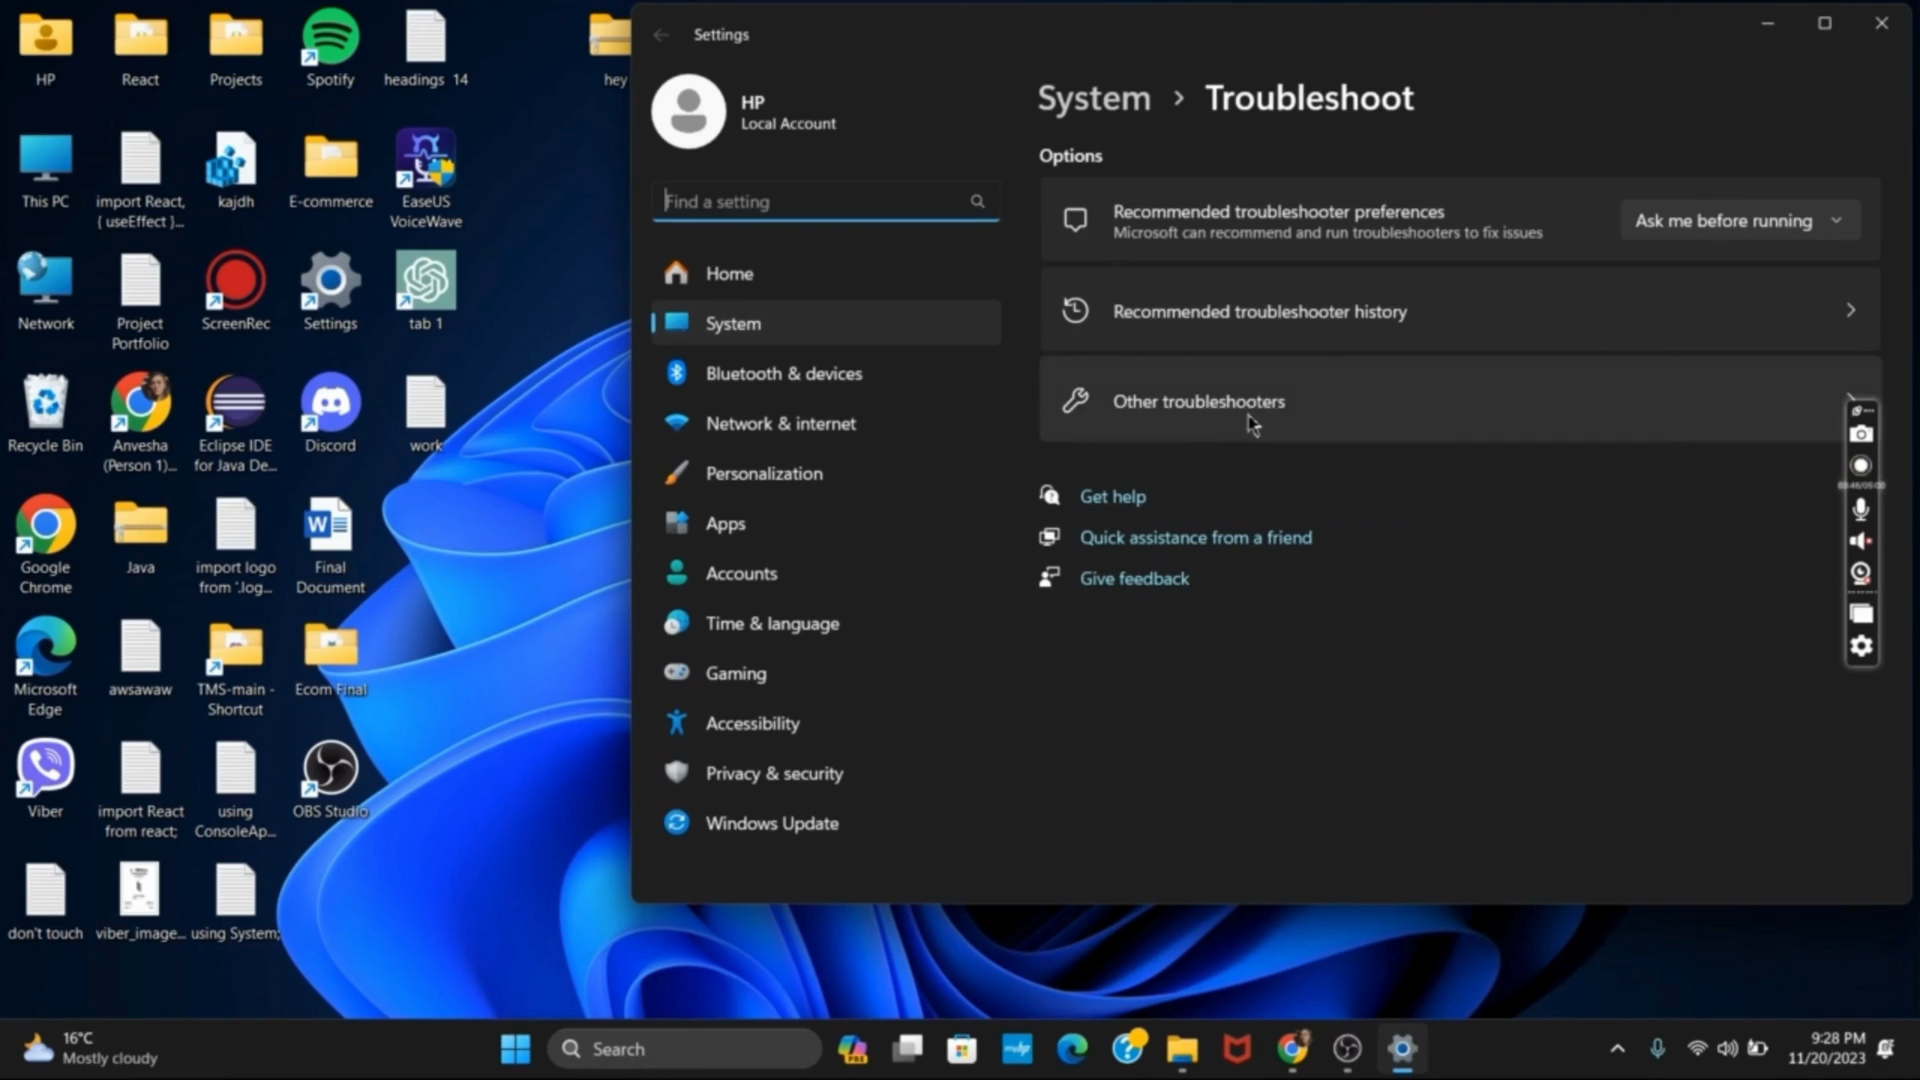 HP
React
Projects
Spotify
headings 14
hey
This PC
import React,
{ useEffect }...
kajdh
E-commerce
EaseUS
VoiceWave
Network
Project
Portfolio
ScreenRec
Settings
tab 1
Recycle Bin
Anvesha
(Person 1)...
Eclipse IDE
for Java De...
Discord
work
Google
Chrome
Java
import logo
from '.log...
Final
Document
Microsoft
Edge
awsawaw
TMS-main -
Shortcut
Ecom Final
Viber
import React
from react;
using
ConsoleAp...
OBS Studio
don't touch
viber_image...
using System;
Settings
HP
Local Account
Find a setting
Home
System
Bluetooth & devices
Network & internet
Personalization
Apps
Accounts
Time & language
Gaming
Accessibility
Privacy & security
Windows Update
System > Troubleshoot
Options
Recommended troubleshooter preferences
Microsoft can recommend and run troubleshooters to fix issues
Ask me before running
Recommended troubleshooter history
Other troubleshooters
Get help
Quick assistance from a friend
Give feedback
16°C
Mostly cloudy
Search
PRE
9:28 PM
11/20/2023